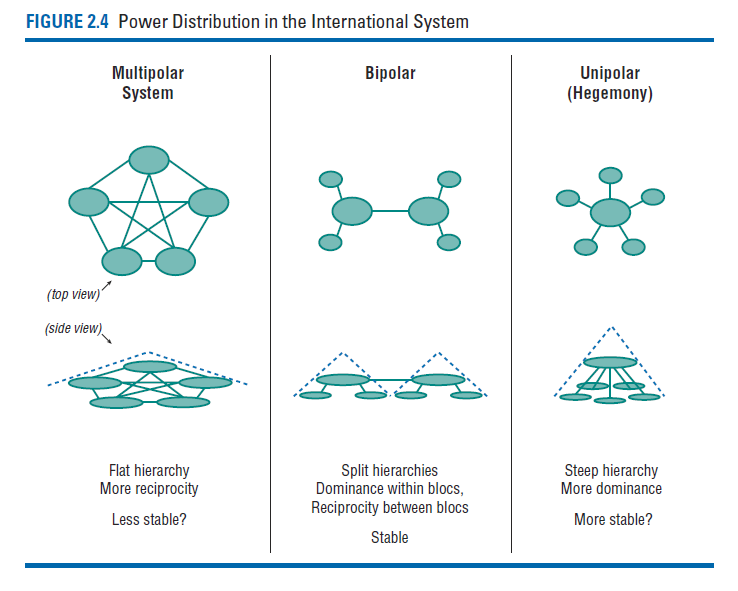 FIGURE 2.4 Power Distribution in the International System
Multipolar
System
(top view)
(side view)
Flat hierarchy
More reciprocity
Less stable?
Bipolar
Split hierarchies
Dominance within blocs,
Reciprocity between blocs
Stable
Unipolar
(Hegemony)
Steep hierarchy
More dominance
More stable?